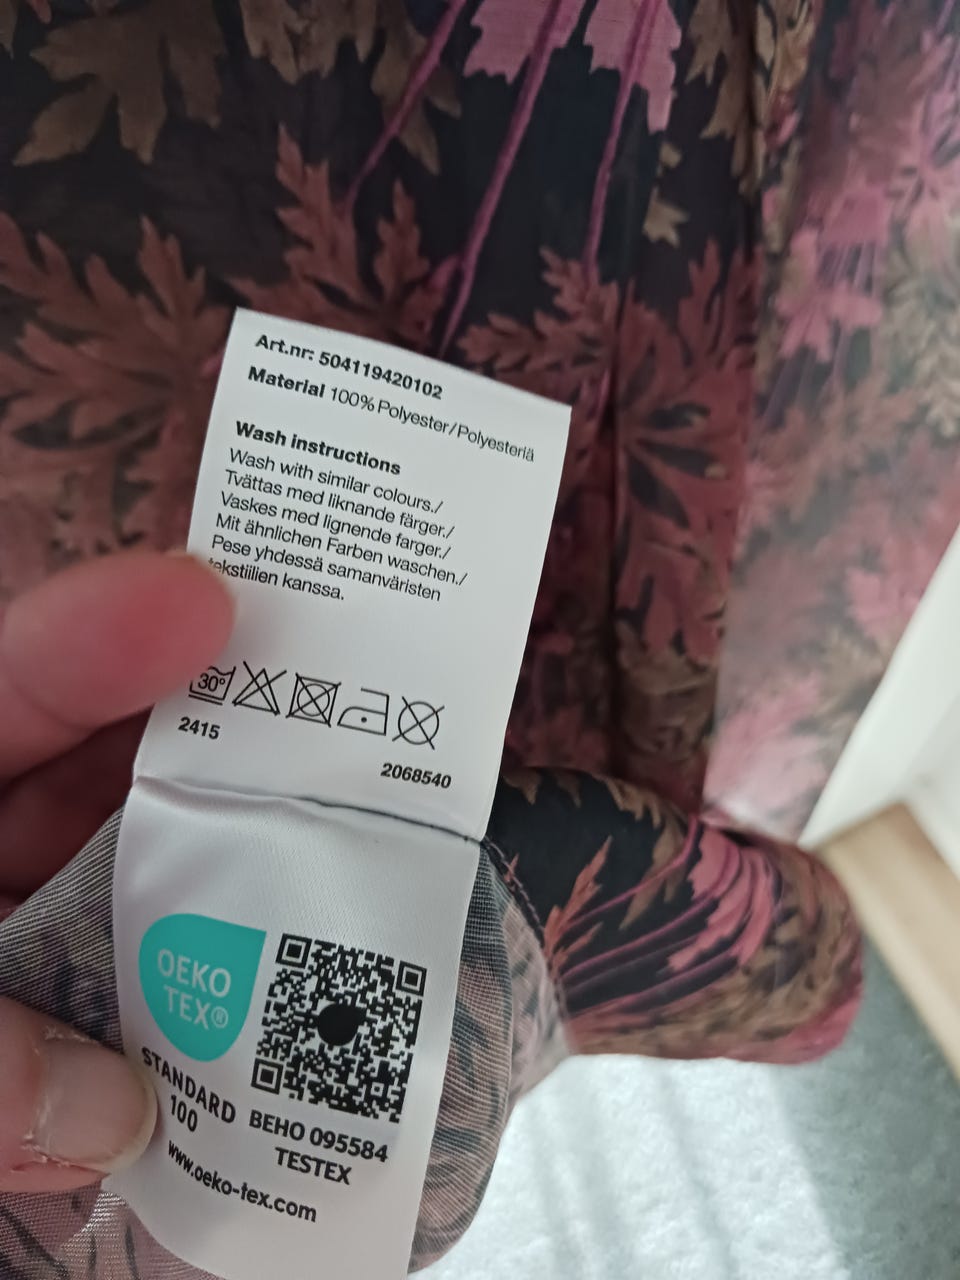 Art.nr: 504119420102
Material 100% Polyester/Polyesteriä
Wash instructions
Wash with similar colours./
Tvättas med liknande färger./
Vaskes med lignende farger./
Mit ähnlichen Farben waschen./
Pese yhdessä samanväristen
tekstiilien kanssa.
30°
2415
2068540
OEKO
TEX®
STANDARD
100
BEHO 095584
TESTEX
www.oeko-tex.com